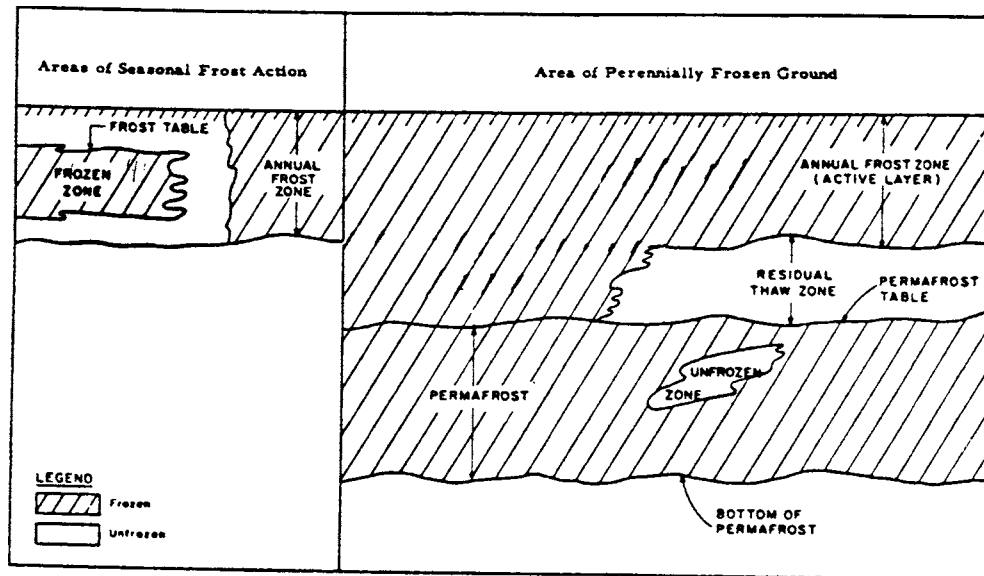 Areas of Seasonal Frost Action
Area of Perennially Frozen Ground
FROST TABLE
FROZEN
ZONE
ANNUAL
FROST
ZONE
ANNUAL FROST ZONE
(ACTIVE LAYER)
RESIDUAL
THAW ZONE
PERMAFROST
TABLE
UNFROZEN
ZONE
PERMAFROST
LEGEND
Frozen
Unfrozen
BOTTOM OF
PERMAFROST